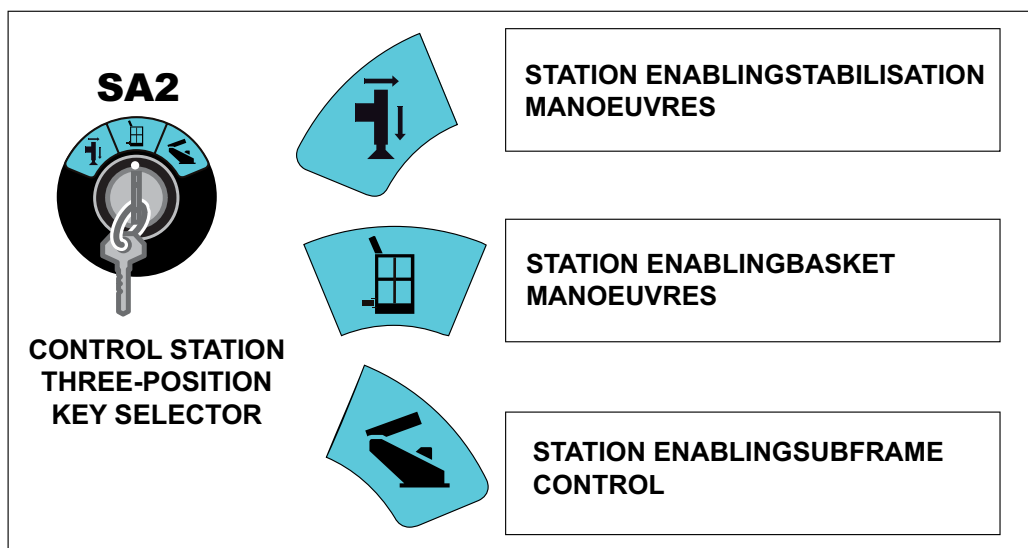 SA2
CONTROL STATION
THREE-POSITION
KEY SELECTOR
STATION ENABLINGSTABILISATION
MANOEUVRES
STATION ENABLINGBASKET
MANOEUVRES
STATION ENABLINGSUBFRAME
CONTROL